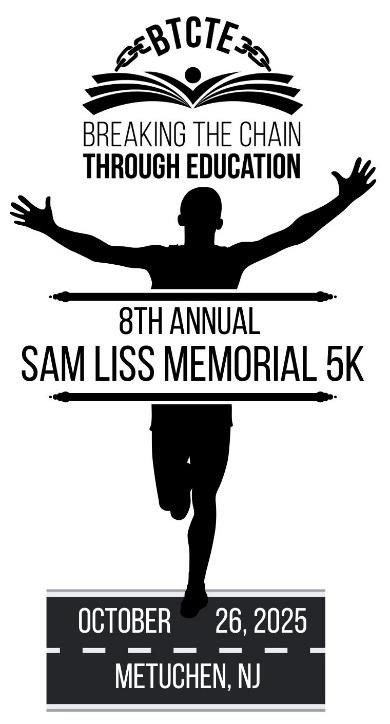 BTCTE
BREAKING THE CHAIN
THROUGH EDUCATION
8TH ANNUAL
SAM LISS MEMORIAL 5K
OCTOBER 26, 2025
METUCHEN, NJ